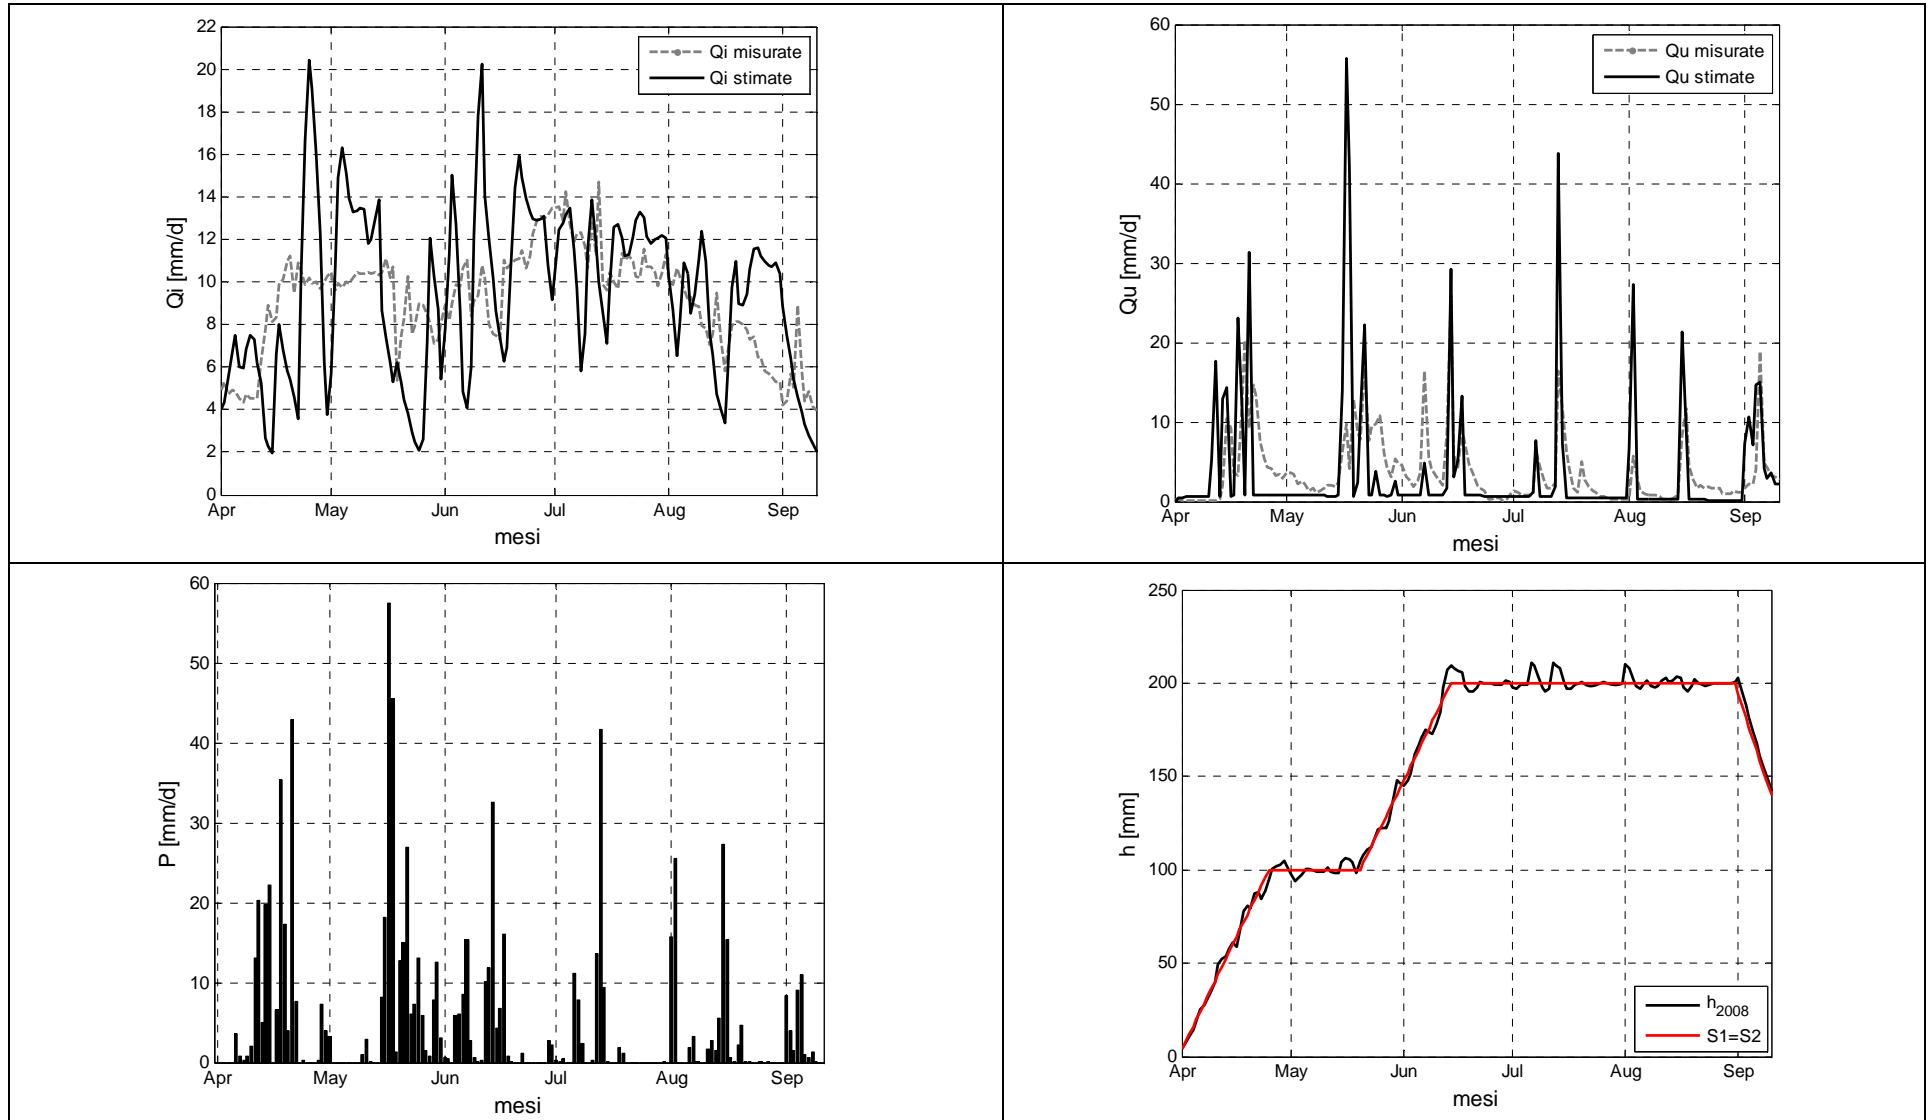 22
20
18
16
14
12
10
8
6
4
2
0
Qi [mm/d]
Qi misurate
Qi stimate
Apr May Jun Jul Aug Sep
mesi
60
50
40
30
20
10
0
Qu [mm/d]
Qu misurate
Qu stimate
Apr May Jun Jul Aug Sep
mesi
60
50
40
30
20
10
0
P [mm/d]
Apr May Jun Jul Aug Sep
mesi
250
200
150
100
50
0
h [mm]
h2008
S1=S2
Apr May Jun Jul Aug Sep
mesi